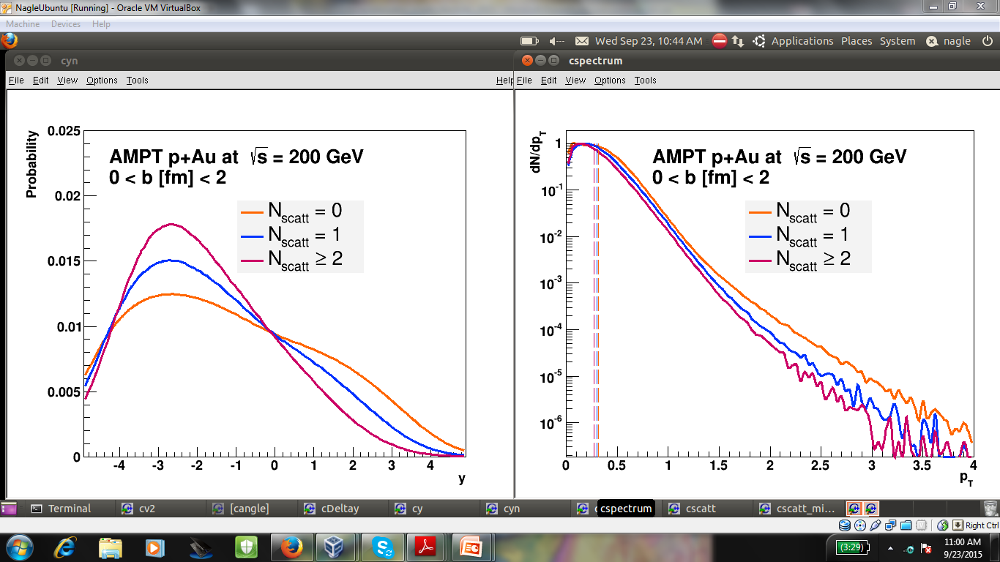 NagleUbuntu [Running] - Oracle VM VirtualBox
Machine Devices Help
Wed Sep 23, 10:44 AM Applications Places System nagle
cyn
File Edit View Options Tools Help
Probability
0.025
0.02
0.015
0.01
0.005
0
AMPT p+Au at √s = 200 GeV
0 < b [fm] < 2
Nscatt = 0
Nscatt = 1
Nscatt ≥ 2
-4 -3 -2 -1 0 1 2 3 4
y
cspectrum
File Edit View Options Tools
dN/dpT
1
10-1
10-2
10-3
10-4
10-5
10-6
AMPT p+Au at √s = 200 GeV
0 < b [fm] < 2
Nscatt = 0
Nscatt = 1
Nscatt ≥ 2
0 0.5 1 1.5 2 2.5 3 3.5 4
pT
Terminal cv2 [cangle] cDeltay cy cyn cspectrum cscatt cscatt_mi...
Right Ctrl
(3:29) 11:00 AM
9/23/2015